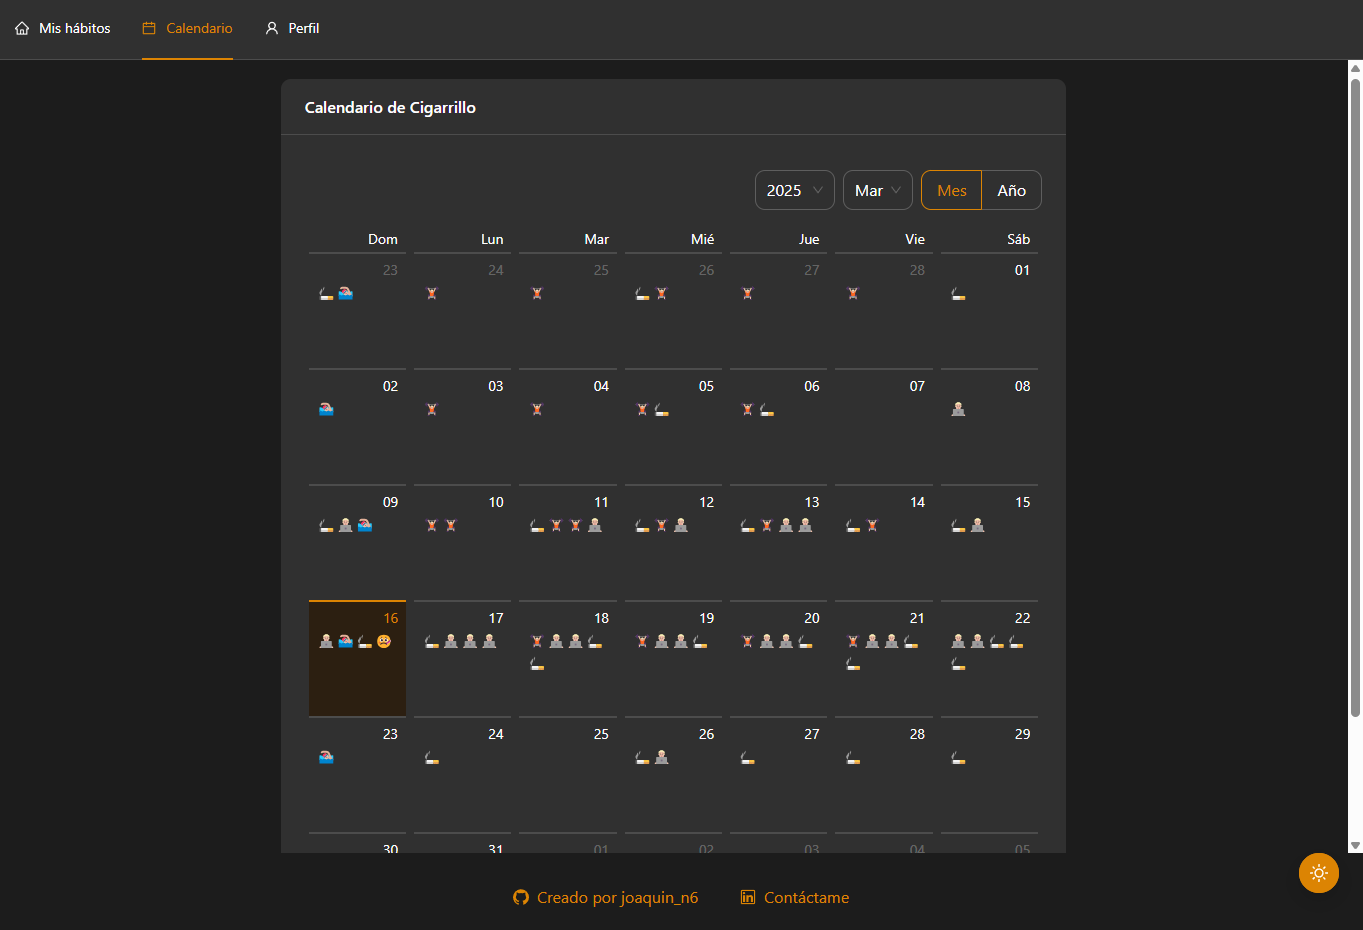 Mis hábitos Calendario Perfil
Calendario de Cigarrillo
2025 Mar Mes Año
Dom Lun Mar Mié Jue Vie Sáb
23 24 25 26 27 28 01
02 03 04 05 06 07 08
09 10 11 12 13 14 15
16 17 18 19 20 21 22
23 24 25 26 27 28 29
30 31 01 02 03 04 05
Creado por joaquin_n6 Contáctame